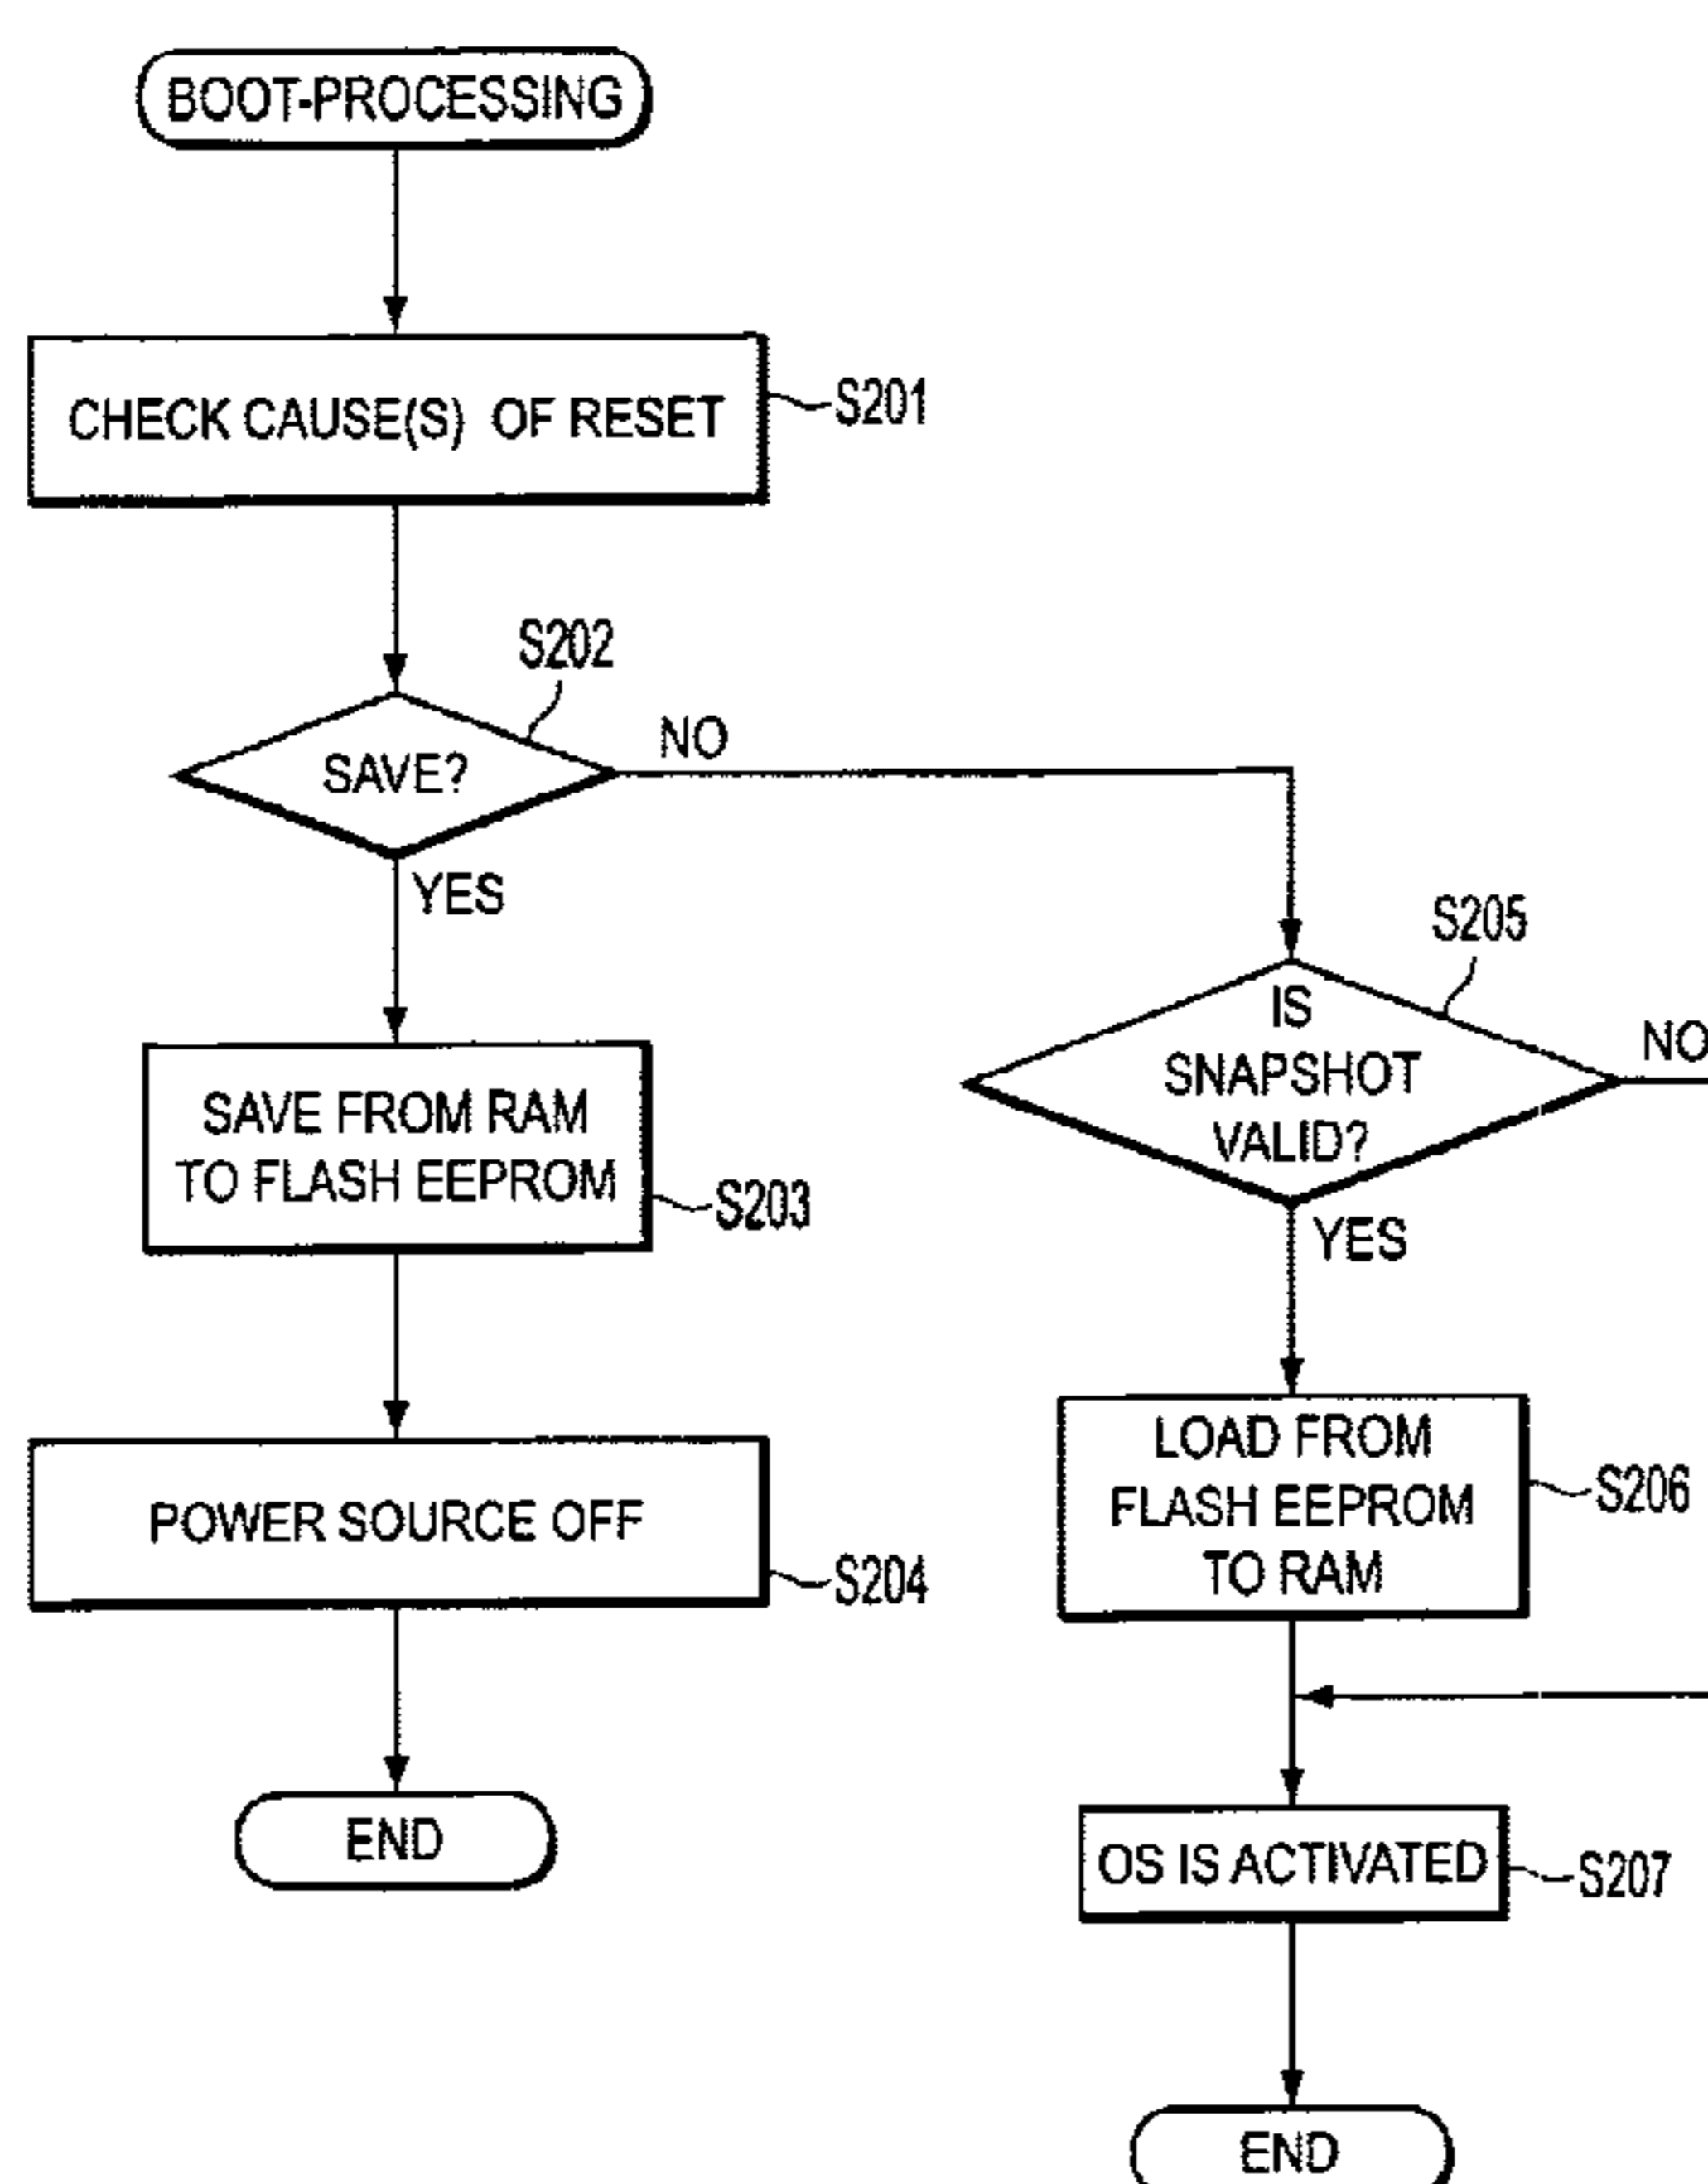 BOOT-PROCESSING
CHECK CAUSE(S) OF RESET
S201
S202
SAVE?
NO
YES
SAVE FROM RAM
TO FLASH EEPROM
S203
POWER SOURCE OFF
S204
END
S205
IS
SNAPSHOT
VALID?
NO
YES
LOAD FROM
FLASH EEPROM
TO RAM
S206
OS IS ACTIVATED
S207
END